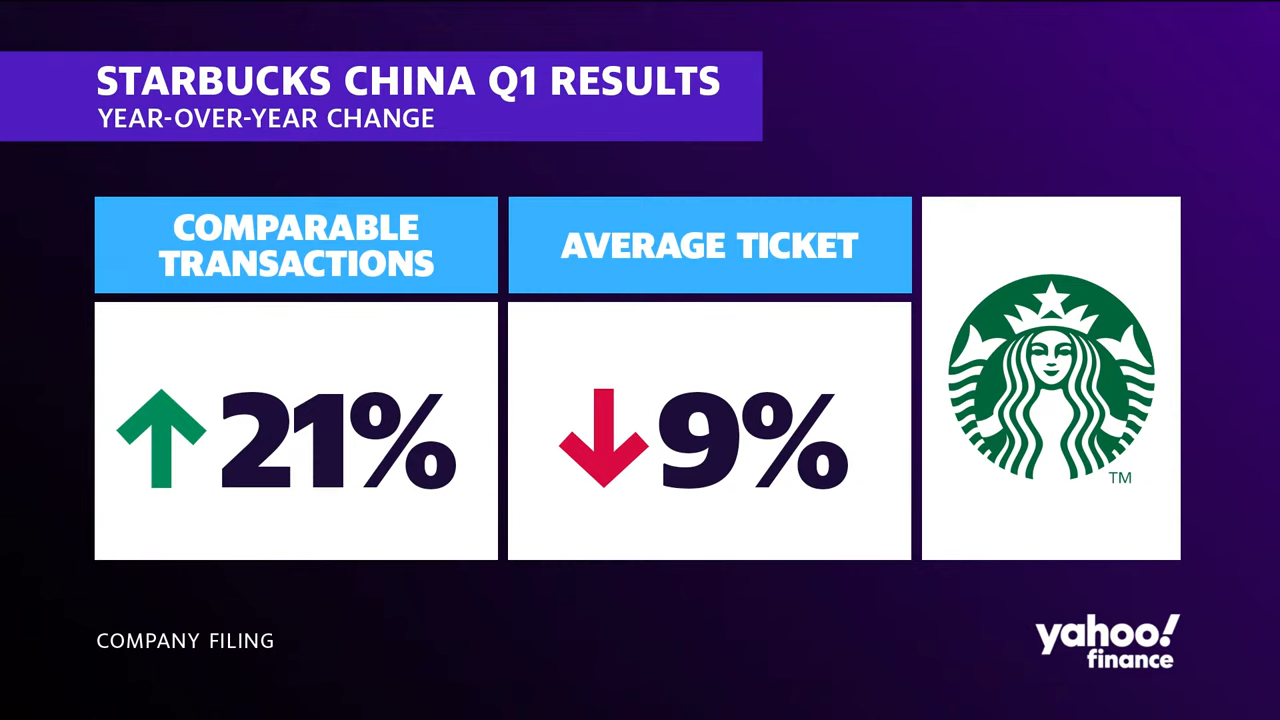 STARBUCKS CHINA Q1 RESULTS
YEAR-OVER-YEAR CHANGE
COMPARABLE
TRANSACTIONS
21%
AVERAGE TICKET
9%
TM
COMPANY FILING
yahoo!
finance